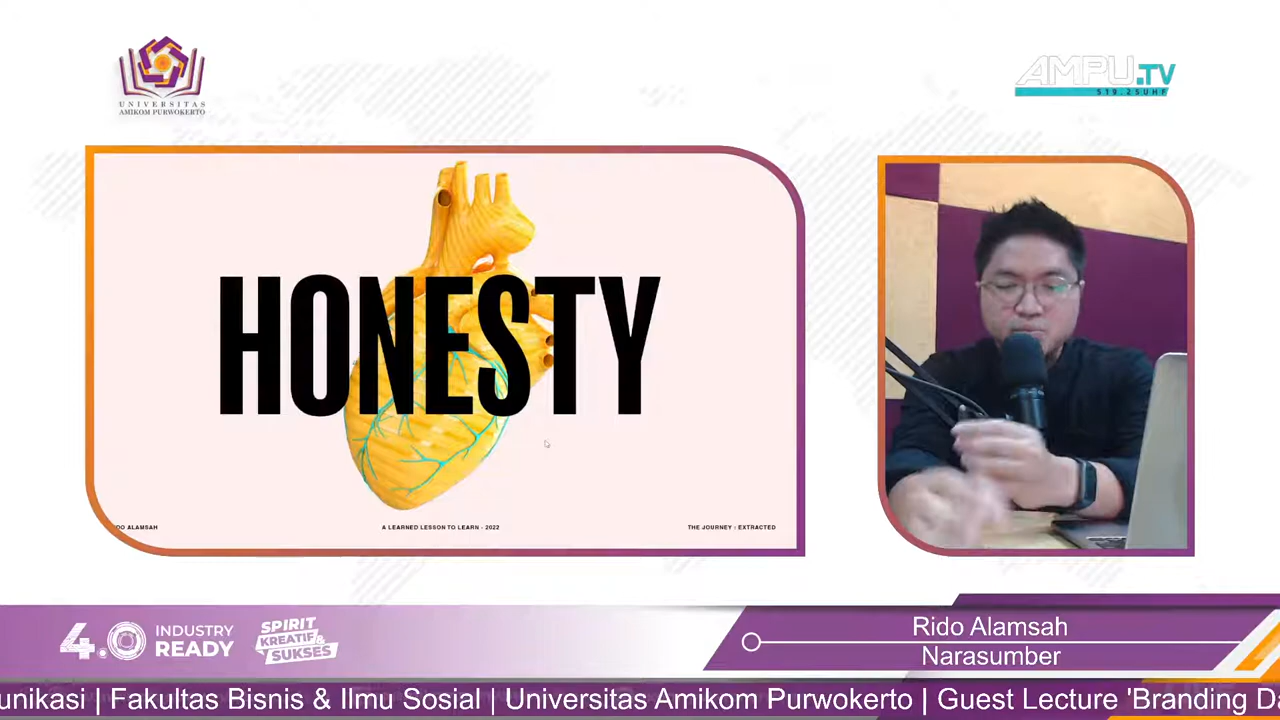 UNIVERSITAS
AMIKOM PURWOKERTO
AMPU.TV
519.25UHF
HONESTY
DO ALAMSAH
A LEARNED LESSON TO LEARN - 2022
THE JOURNEY : EXTRACTED
4.0 INDUSTRY
READY
SPIRIT
KREATIF &
SUKSES
Rido Alamsah
Narasumber
unikasi | Fakultas Bisnis & Ilmu Sosial | Universitas Amikom Purwokerto | Guest Lecture 'Branding Da